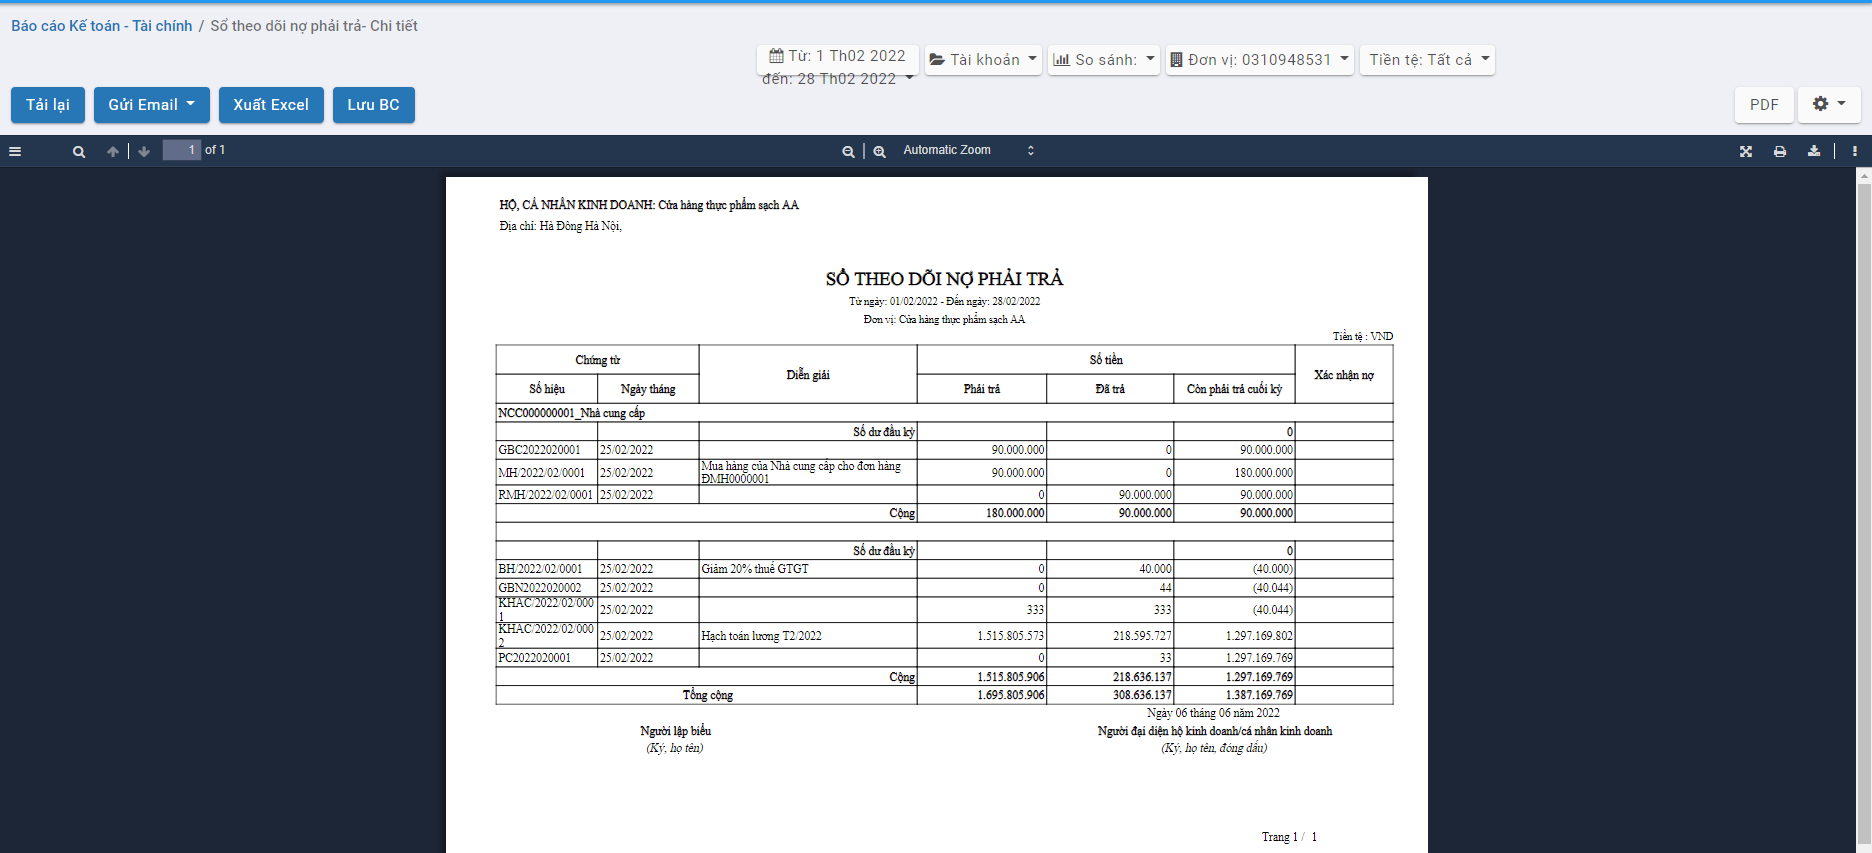 Báo cáo Kế toán - Tài chính / Sổ theo dõi nợ phải trả- Chi tiết
Từ: 1 Th02 2022
đến: 28 Th02 2022
Tài khoản
So sánh:
Đơn vị: 0310948531
Tiền tệ: Tất cả
Tải lại
Gửi Email
Xuất Excel
Lưu BC
PDF
1 of 1
Automatic Zoom
HỘ, CÁ NHÂN KINH DOANH: Cửa hàng thực phẩm sạch AA
Địa chỉ: Hà Đông Hà Nội,
SỔ THEO DÕI NỢ PHẢI TRẢ
Từ ngày: 01/02/2022 - Đến ngày: 28/02/2022
Đơn vị: Cửa hàng thực phẩm sạch AA
Tiền tệ : VND
Chứng từ Diễn giải Số tiền Xác nhận nợ
Số hiệu Ngày tháng Phải trả Đã trả Còn phải trả cuối kỳ
NCC000000001_Nhà cung cấp
Số dư đầu kỳ 0
GBC2022020001 25/02/2022 90.000.000 0 90.000.000
MH/2022/02/0001 25/02/2022 Mua hàng của Nhà cung cấp cho đơn hàng
ĐMH0000001 90.000.000 0 180.000.000
RMH/2022/02/0001 25/02/2022 0 90.000.000 90.000.000
Cộng 180.000.000 90.000.000 90.000.000
Số dư đầu kỳ 0
BH/2022/02/0001 25/02/2022 Giảm 20% thuế GTGT 0 40.000 (40.000)
GBN2022020002 25/02/2022 0 44 (40.044)
KHAC/2022/02/000
1 25/02/2022 333 333 (40.044)
KHAC/2022/02/000
2 25/02/2022 Hạch toán lương T2/2022 1.515.805.573 218.595.727 1.297.169.802
PC2022020001 25/02/2022 0 33 1.297.169.769
Cộng 1.515.805.906 218.636.137 1.297.169.769
Tổng cộng 1.695.805.906 308.636.137 1.387.169.769
Ngày 06 tháng 06 năm 2022
Người lập biểu
(Ký, họ tên)
Người đại diện hộ kinh doanh/cá nhân kinh doanh
(Ký, họ tên, đóng dấu)
Trang 1 / 1